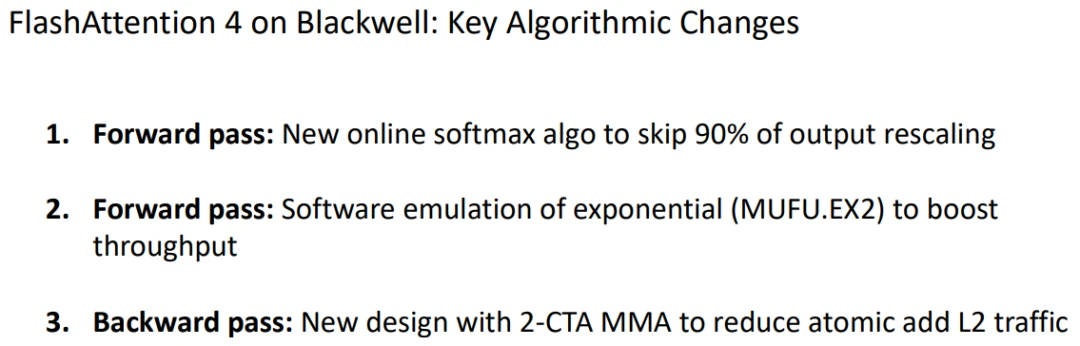 FlashAttention 4 on Blackwell: Key Algorithmic Changes
1. Forward pass: New online softmax algo to skip 90% of output rescaling
2. Forward pass: Software emulation of exponential (MUFU.EX2) to boost
throughput
3. Backward pass: New design with 2-CTA MMA to reduce atomic add L2 traffic